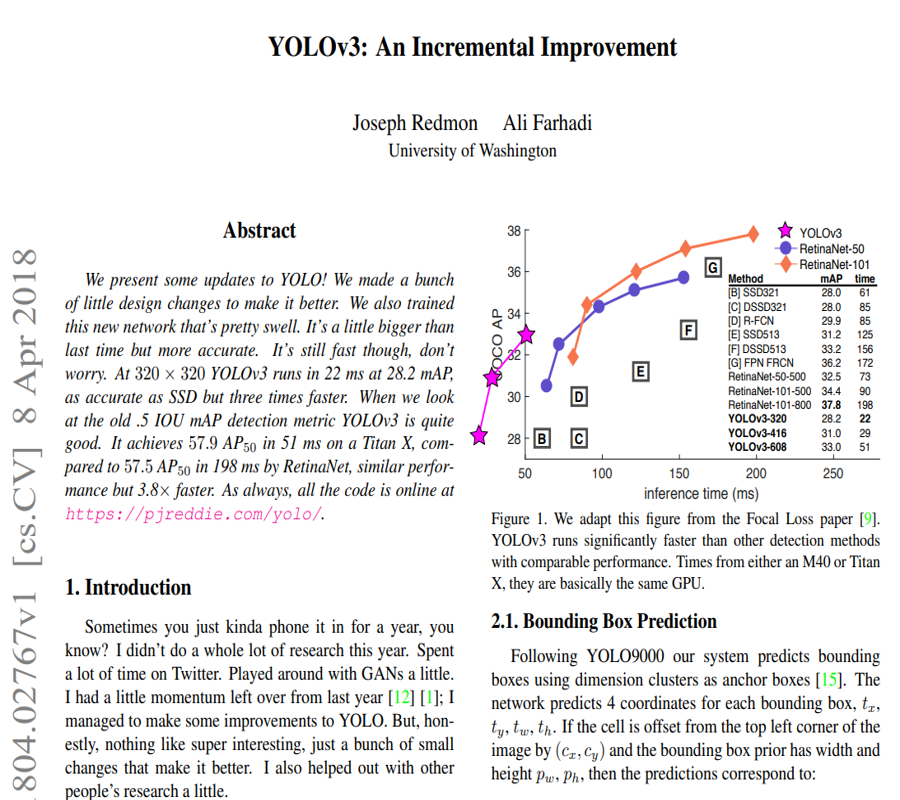 YOLOv3: An Incremental Improvement
Joseph Redmon Ali Farhadi
University of Washington
.804.02767v1 [cs.CV] 8 Apr 2018
Abstract
We present some updates to YOLO! We made a bunch
of little design changes to make it better. We also trained
this new network that's pretty swell. It's a little bigger than
last time but more accurate. It's still fast though, don't
worry. At 320 × 320 YOLOv3 runs in 22 ms at 28.2 mAP,
as accurate as SSD but three times faster. When we look
at the old .5 IOU mAP detection metric YOLOv3 is quite
good. It achieves 57.9 AP50 in 51 ms on a Titan X, com-
pared to 57.5 AP50 in 198 ms by RetinaNet, similar perfor-
mance but 3.8× faster. As always, all the code is online at
https://pjreddie.com/yolo/.
1. Introduction
Sometimes you just kinda phone it in for a year, you
know? I didn't do a whole lot of research this year. Spent
a lot of time on Twitter. Played around with GANs a little.
I had a little momentum left over from last year [12] [1]; I
managed to make some improvements to YOLO. But, hon-
estly, nothing like super interesting, just a bunch of small
changes that make it better. I also helped out with other
people's research a little.
38
36
34
32
30
28
COCO AP
50 100 150 200 250
inference time (ms)
B
C
D
E
F
G
YOLOv3
RetinaNet-50
RetinaNet-101
Method mAP time
[B] SSD321 28.0 61
[C] DSSD321 28.0 85
[D] R-FCN 29.9 85
[E] SSD513 31.2 125
[F] DSSD513 33.2 156
[G] FPN FRCN 36.2 172
RetinaNet-50-500 32.5 73
RetinaNet-101-500 34.4 90
RetinaNet-101-800 37.8 198
YOLOv3-320 28.2 22
YOLOv3-416 31.0 29
YOLOv3-608 33.0 51
Figure 1. We adapt this figure from the Focal Loss paper [9].
YOLOv3 runs significantly faster than other detection methods
with comparable performance. Times from either an M40 or Titan
X, they are basically the same GPU.
2.1. Bounding Box Prediction
Following YOLO9000 our system predicts bounding
boxes using dimension clusters as anchor boxes [15]. The
network predicts 4 coordinates for each bounding box, tx,
ty, tw, th. If the cell is offset from the top left corner of the
image by (cx, cy) and the bounding box prior has width and
height pw, ph, then the predictions correspond to: